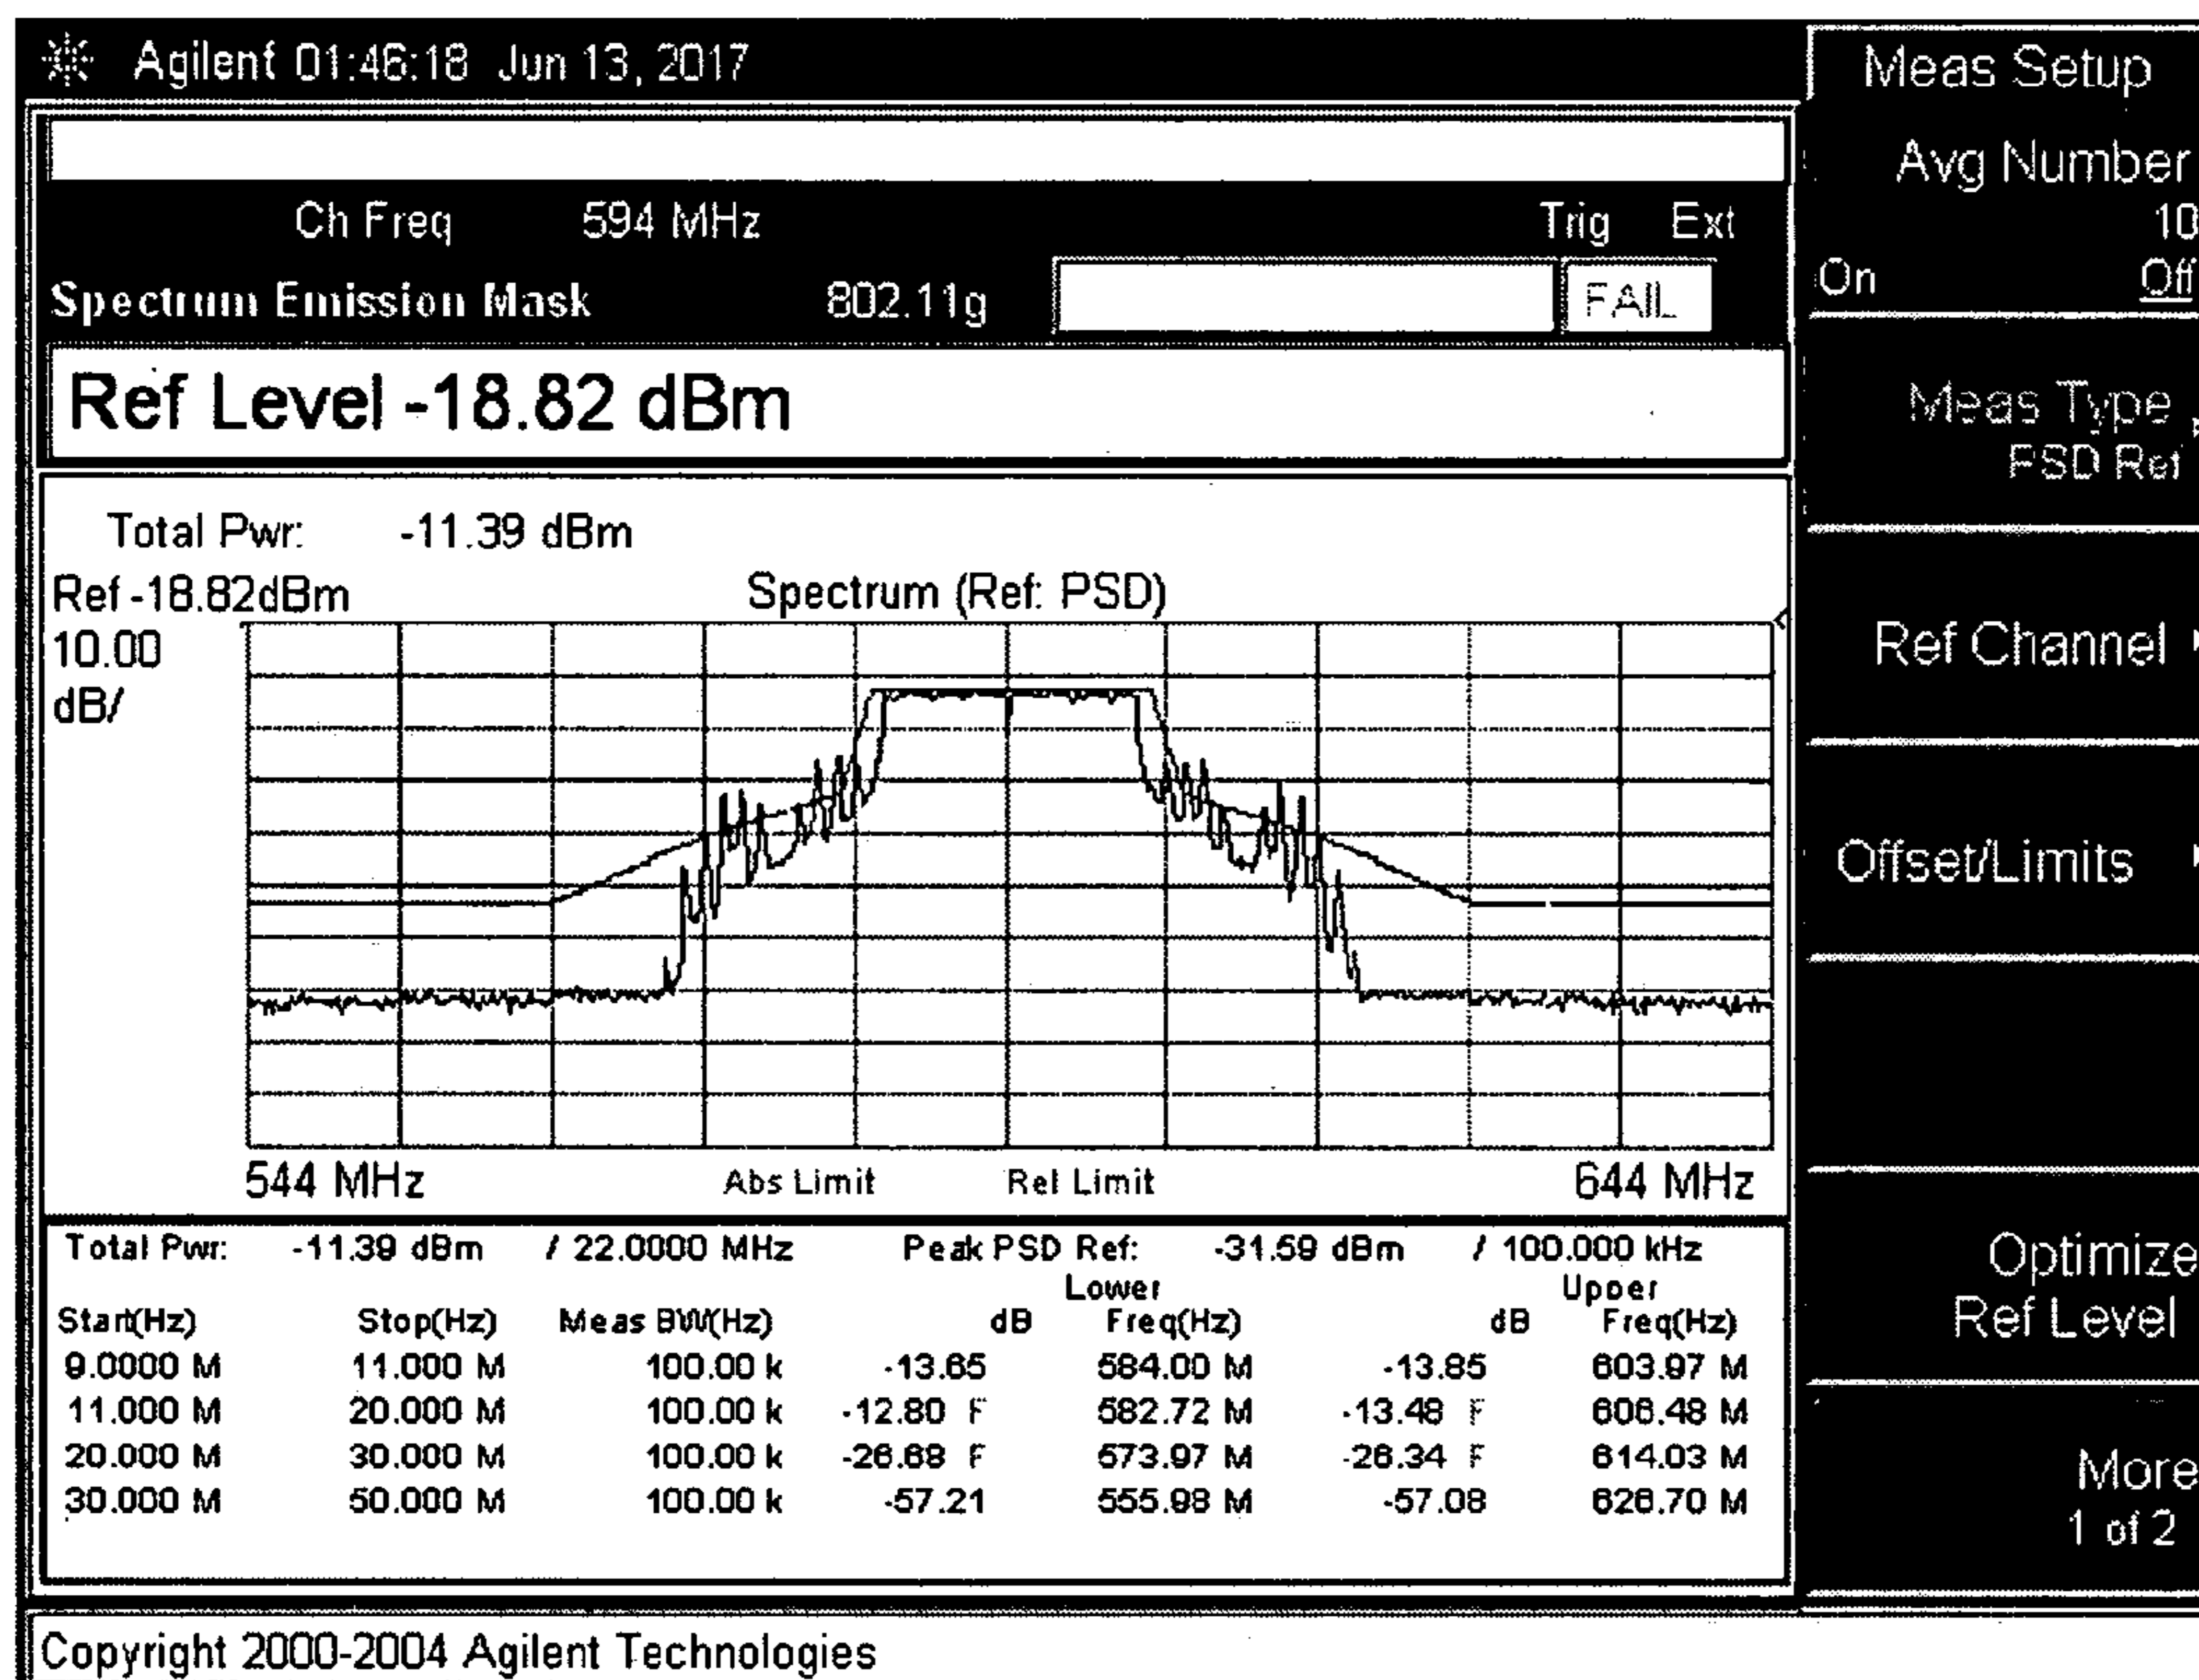 Agilent 01:46:18 Jun 13, 2017
Ch Freq 594 MHz Trig Ext
Spectrum Emission Mask 802.11g FAIL
Ref Level -18.82 dBm
Total Pwr: -11.39 dBm
Ref -18.82dBm Spectrum (Ref: PSD)
10.00
dB/
544 MHz Abs Limit Rel Limit 644 MHz
Total Pwr: -11.39 dBm / 22.0000 MHz Peak PSD Ref: -31.59 dBm / 100.000 kHz
Lower Upper
Start(Hz) Stop(Hz) Meas BW(Hz) dB Freq(Hz) dB Freq(Hz)
9.0000 M 11.000 M 100.00 k -13.65 584.00 M -13.85 603.97 M
11.000 M 20.000 M 100.00 k -12.80 F 582.72 M -13.48 F 606.48 M
20.000 M 30.000 M 100.00 k -26.68 F 573.97 M -26.34 F 614.03 M
30.000 M 50.000 M 100.00 k -57.21 555.98 M -57.08 626.70 M
Copyright 2000-2004 Agilent Technologies
Meas Setup
Avg Number
10
On Off
Meas Type
PSD Ref
Ref Channel
Offset/Limits
Optimize
Ref Level
More
1 of 2